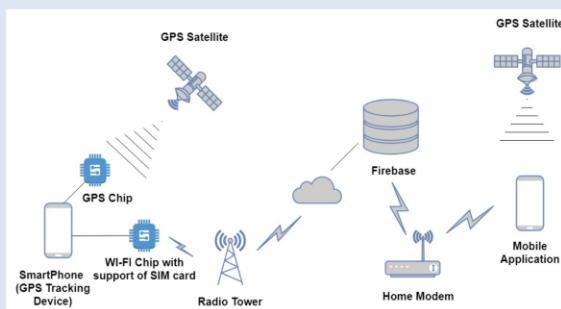 GPS Satellite
GPS Satellite
Firebase
GPS Chip
WI-FI Chip with
support of SIM card
SmartPhone
(GPS Tracking
Device)
Radio Tower
Home Modem
Mobile
Application